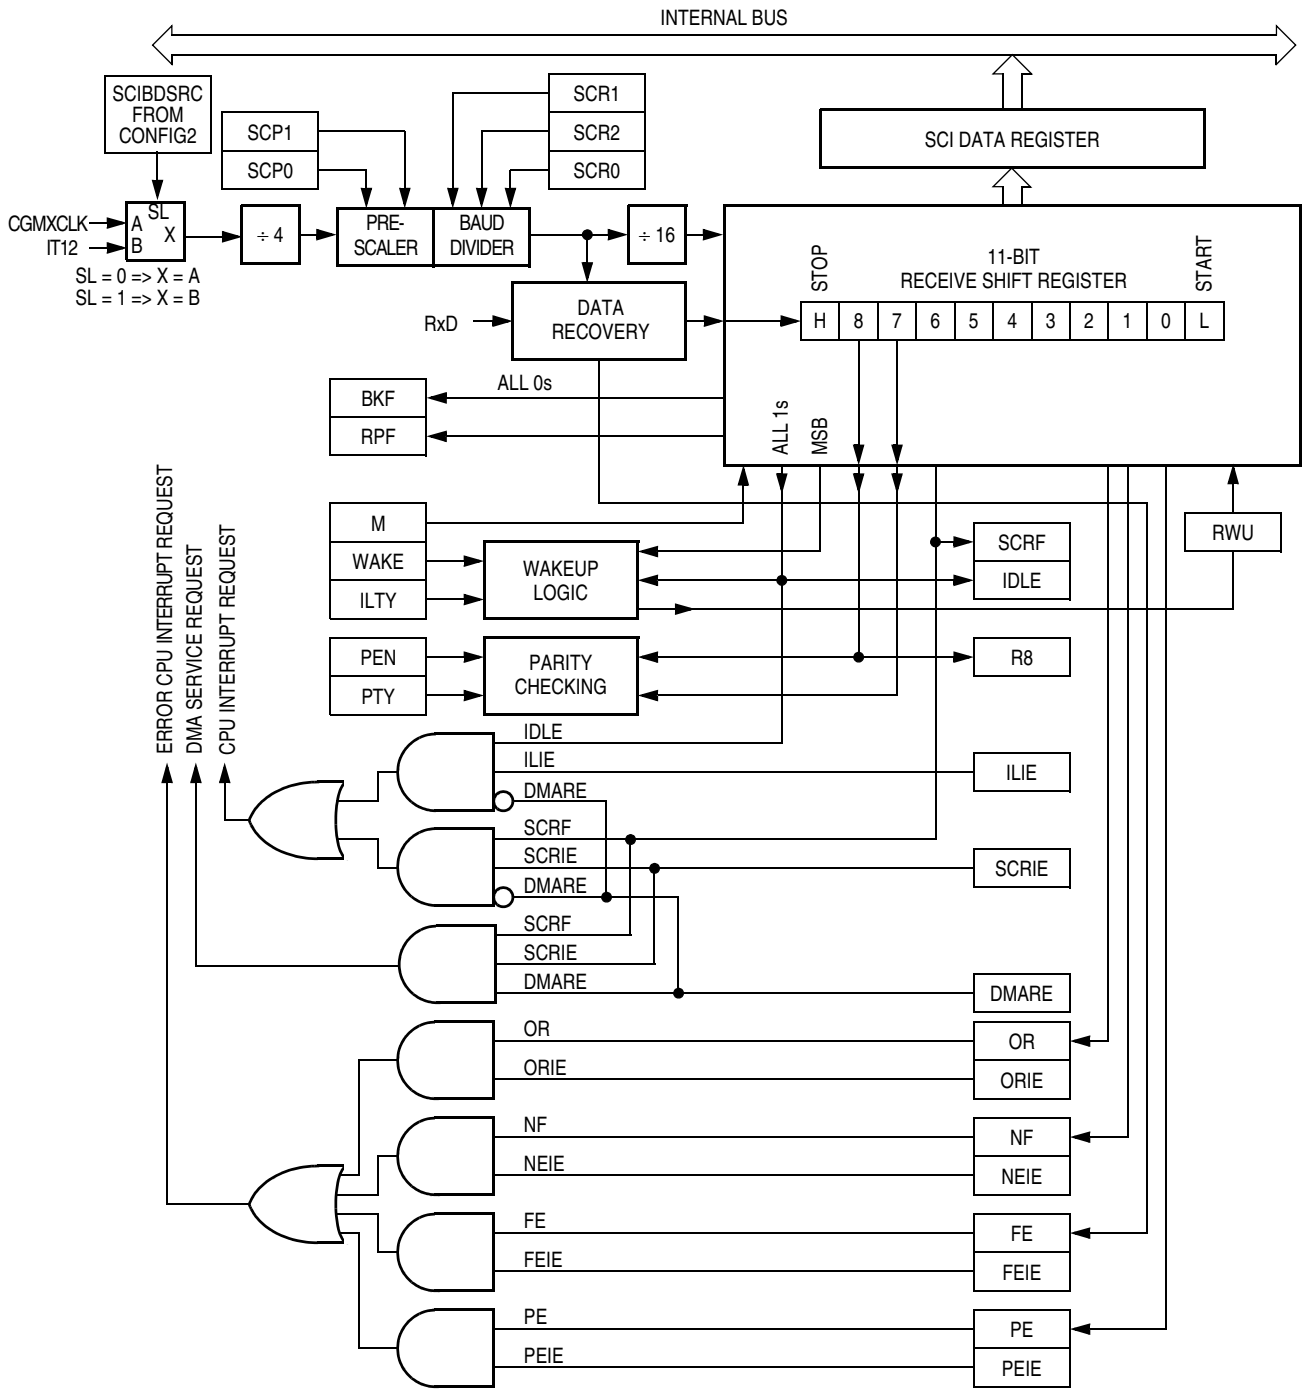 INTERNAL BUS
SCIBDSRC
FROM
CONFIG2
SCP1
SCP0
SCR1
SCR2
SCR0
SCI DATA REGISTER
CGMXCLK
IT12
SL
A
X
B
÷ 4
PRE-
SCALER
BAUD
DIVIDER
÷ 16
SL = 0 => X = A
SL = 1 => X = B
STOP
11-BIT
RECEIVE SHIFT REGISTER
START
H 8 7 6 5 4 3 2 1 0 L
RxD
DATA
RECOVERY
ALL 0s
BKF
RPF
ALL 1s
MSB
M
WAKE
ILTY
WAKEUP
LOGIC
SCRF
IDLE
RWU
PEN
PTY
PARITY
CHECKING
R8
ERROR CPU INTERRUPT REQUEST
DMA SERVICE REQUEST
CPU INTERRUPT REQUEST
IDLE
ILIE
DMARE
ILIE
SCRF
SCRIE
DMARE
SCRIE
SCRF
SCRIE
DMARE
DMARE
OR
ORIE
OR
ORIE
NF
NEIE
NF
NEIE
FE
FEIE
FE
FEIE
PE
PEIE
PE
PEIE